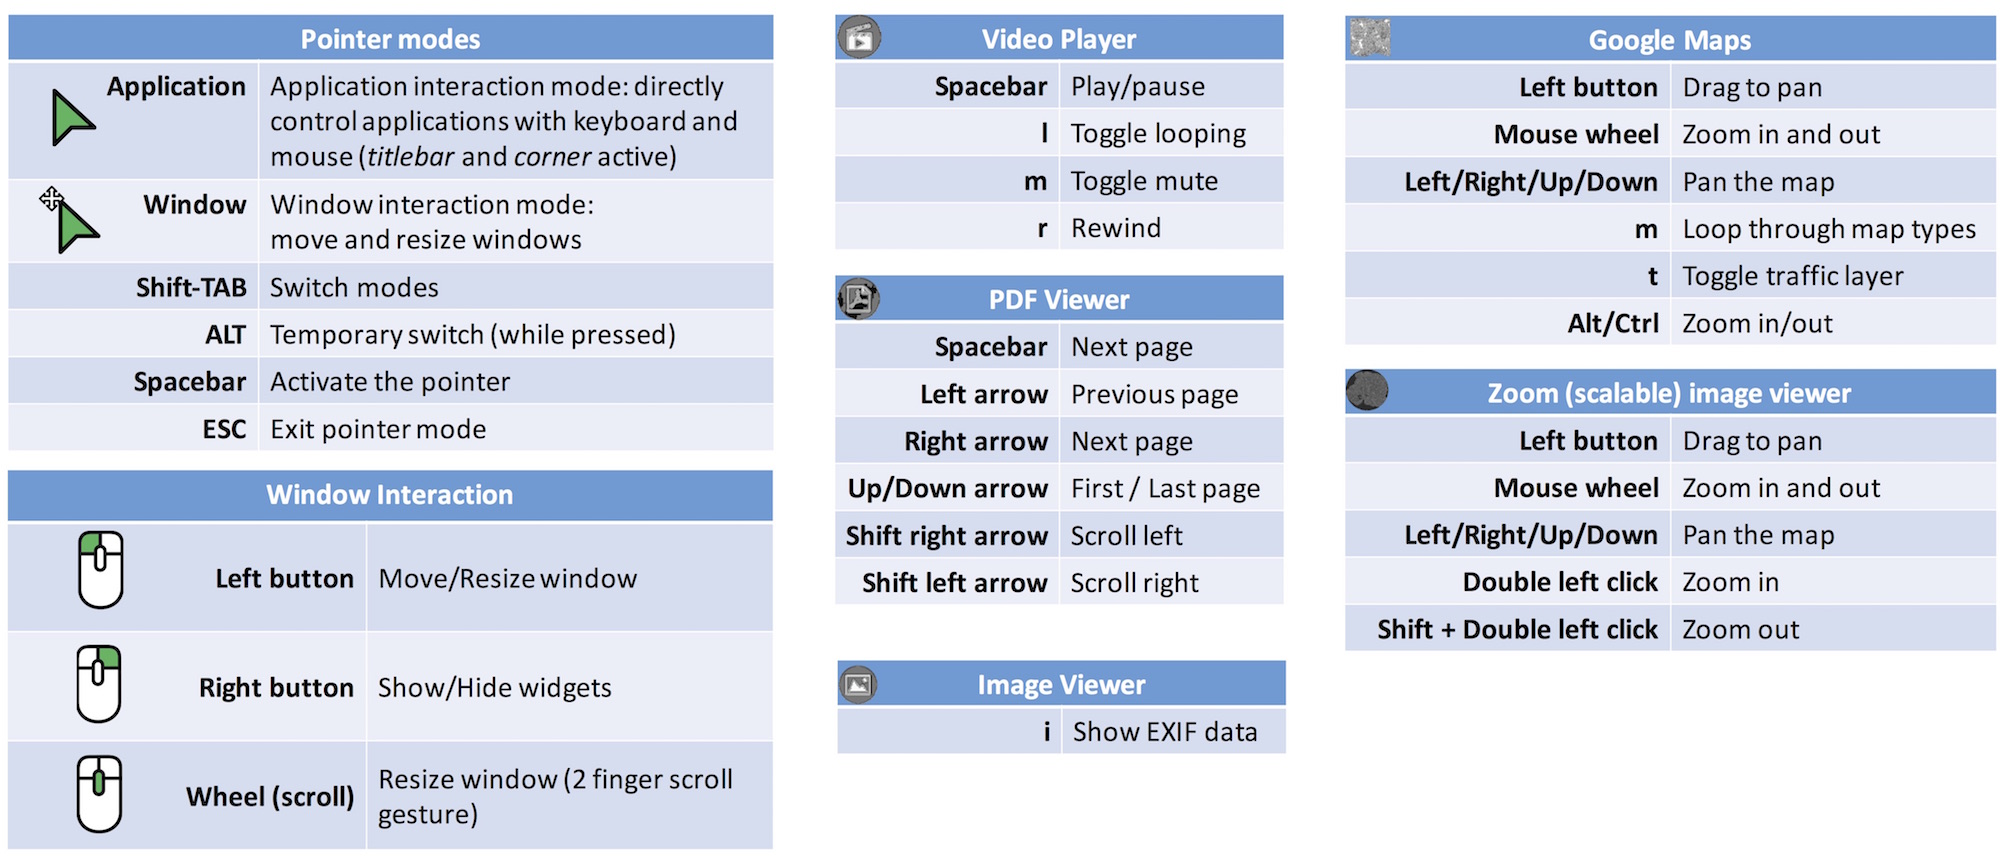 Pointer modes
Application Application interaction mode: directly
control applications with keyboard and
mouse (titlebar and corner active)
Window Window interaction mode:
move and resize windows
Shift-TAB Switch modes
ALT Temporary switch (while pressed)
Spacebar Activate the pointer
ESC Exit pointer mode
Window Interaction
Left button Move/Resize window
Right button Show/Hide widgets
Wheel (scroll) Resize window (2 finger scroll
gesture)
Video Player
Spacebar Play/pause
l Toggle looping
m Toggle mute
r Rewind
PDF Viewer
Spacebar Next page
Left arrow Previous page
Right arrow Next page
Up/Down arrow First / Last page
Shift right arrow Scroll left
Shift left arrow Scroll right
Image Viewer
i Show EXIF data
Google Maps
Left button Drag to pan
Mouse wheel Zoom in and out
Left/Right/Up/Down Pan the map
m Loop through map types
t Toggle traffic layer
Alt/Ctrl Zoom in/out
Zoom (scalable) image viewer
Left button Drag to pan
Mouse wheel Zoom in and out
Left/Right/Up/Down Pan the map
Double left click Zoom in
Shift + Double left click Zoom out